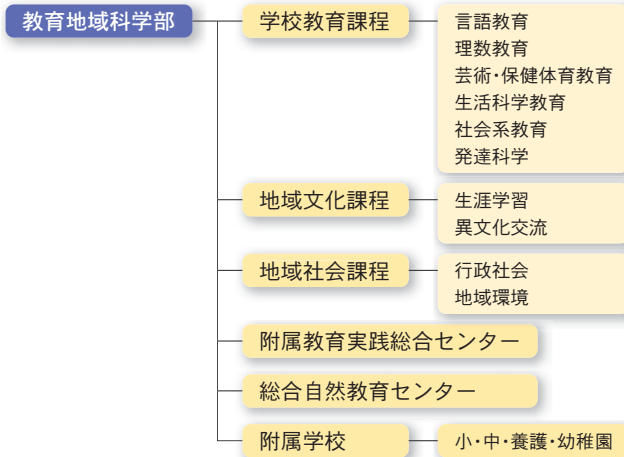 教育地域科学部
学校教育課程
言語教育
理数教育
芸術・保健体育教育
生活科学教育
社会系教育
発達科学
地域文化課程
生涯学習
異文化交流
地域社会課程
行政社会
地域環境
附属教育実践総合センター
総合自然教育センター
附属学校
小・中・養護・幼稚園